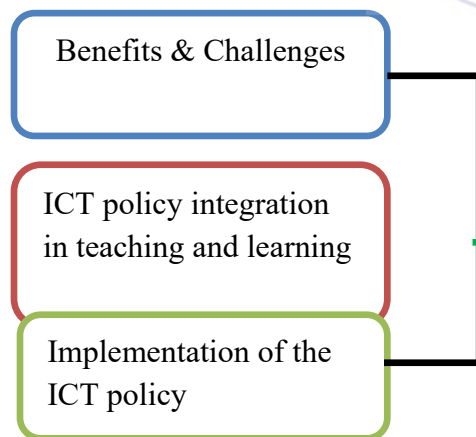 Benefits & Challenges
ICT policy integration
in teaching and learning
Implementation of the
ICT policy